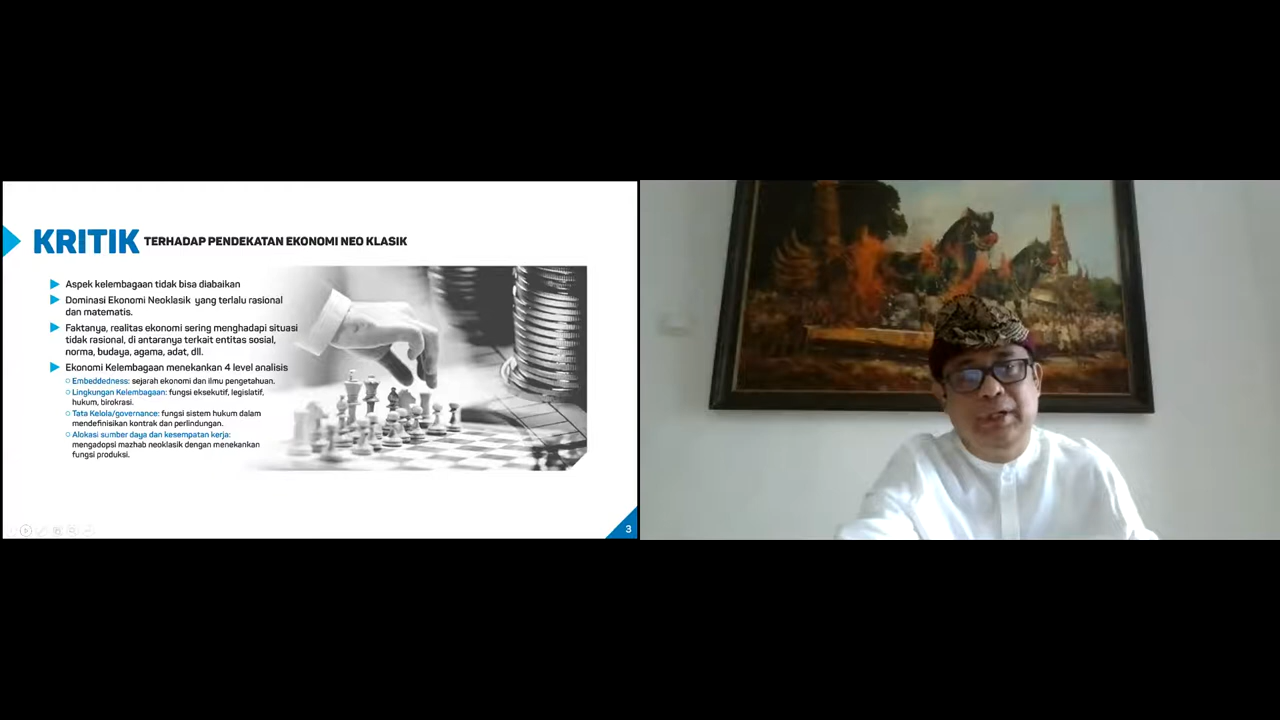 KRITIK TERHADAP PENDEKATAN EKONOMI NEO KLASIK
Aspek kelembagaan tidak bisa diabaikan
Dominasi Ekonomi Neoklasik yang terlalu rasional
dan matematis.
Faktanya, realitas ekonomi sering menghadapi situasi
tidak rasional, di antaranya terkait entitas sosial,
norma, budaya, agama, adat, dll.
Ekonomi Kelembagaan menekankan 4 level analisis
Embeddedness: sejarah ekonomi dan ilmu pengetahuan.
Lingkungan Kelembagaan: fungsi eksekutif, legislatif,
hukum, birokrasi.
Tata Kelola/governance: fungsi sistem hukum dalam
mendefinisikan kontrak dan perlindungan.
Alokasi sumber daya dan kesempatan kerja:
mengadopsi mazhab neoklasik dengan menekankan
fungsi produksi.
3